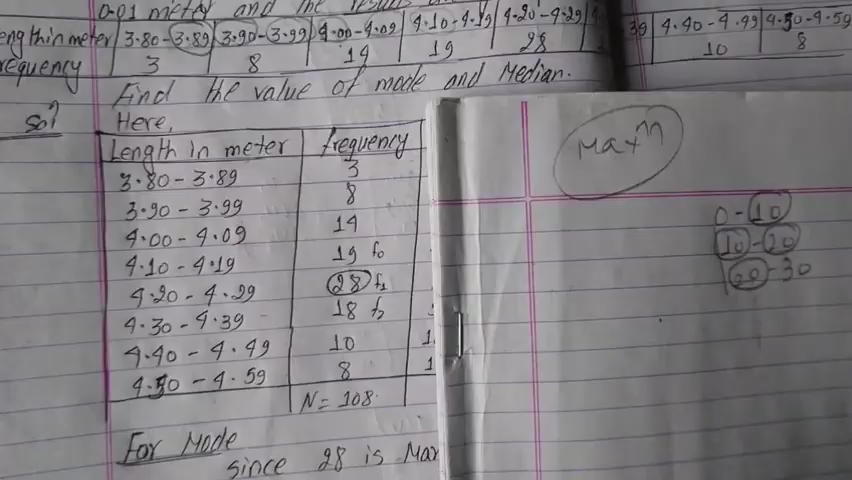 0.01 meter and the results
length in meter 3.80-3.89 3.90-3.99 4.00-4.09 4.10-4.19 4.20-4.29 39 4.40-4.49 4.50-4.59
frequency 3 8 14 19 28 10 8
Find the value of mode and Median.
Solⁿ
Here,
Length in meter frequency
3.80-3.89 3
3.90-3.99 8
4.00-4.09 14
4.10-4.19 19 f₀
4.20-4.29 28 f₁
4.30-4.39 18 f₂
4.40-4.49 10 1
4.50-4.59 8 1
N=108.
For Mode
since 28 is Max
Maxᵐ
0-10
10-20
20-30